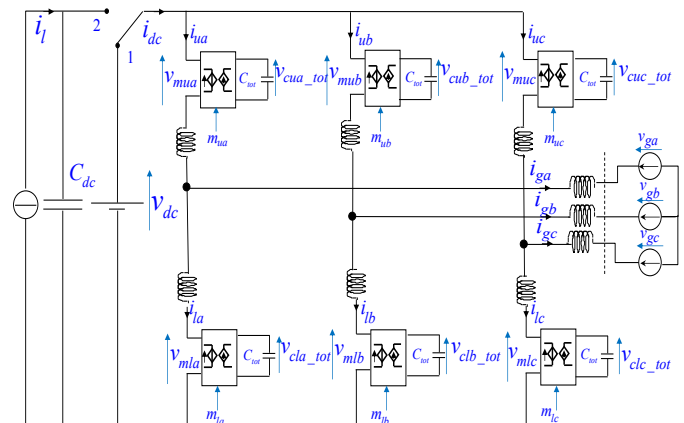 i_l
2
i_dc
1
i_ua
i_ub
i_uc
v_mua
C_tot
v_cua_tot
v_mub
C_tot
v_cub_tot
v_muc
C_tot
v_cuc_tot
m_ua
m_ub
m_uc
C_dc
v_dc
i_ga
i_gb
i_gc
v_ga
v_gb
v_gc
i_la
i_lb
i_lc
v_mla
C_tot
v_cla_tot
v_mlb
C_tot
v_clb_tot
v_mlc
C_tot
v_clc_tot
m_la
m_lb
m_lc